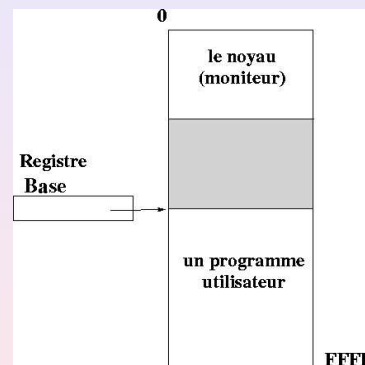 0
le noyau
(moniteur)
Registre
Base
un programme
utilisateur